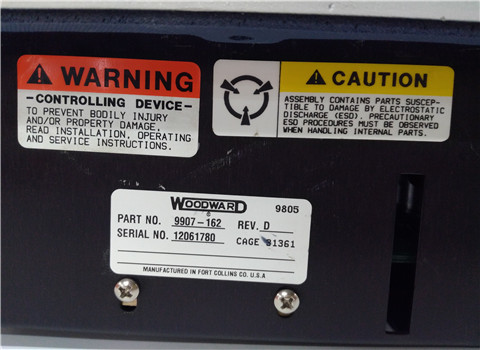 WARNING
-CONTROLLING DEVICE-
TO PREVENT BODILY INJURY
AND/OR PROPERTY DAMAGE,
READ INSTALLATION, OPERATING
AND SERVICE INSTRUCTIONS.
CAUTION
ASSEMBLY CONTAINS PARTS SUSCEP-
TIBLE TO DAMAGE BY ELECTROSTATIC
DISCHARGE (ESD). PRECAUTIONARY
ESD PROCEDURES MUST BE OBSERVED
WHEN HANDLING INTERNAL PARTS.
WOODWARD 9805
PART NO. 9907-162 REV. D
SERIAL NO. 12061780 CAGE 31361
MANUFACTURED IN FORT COLLINS CO. U.S.A